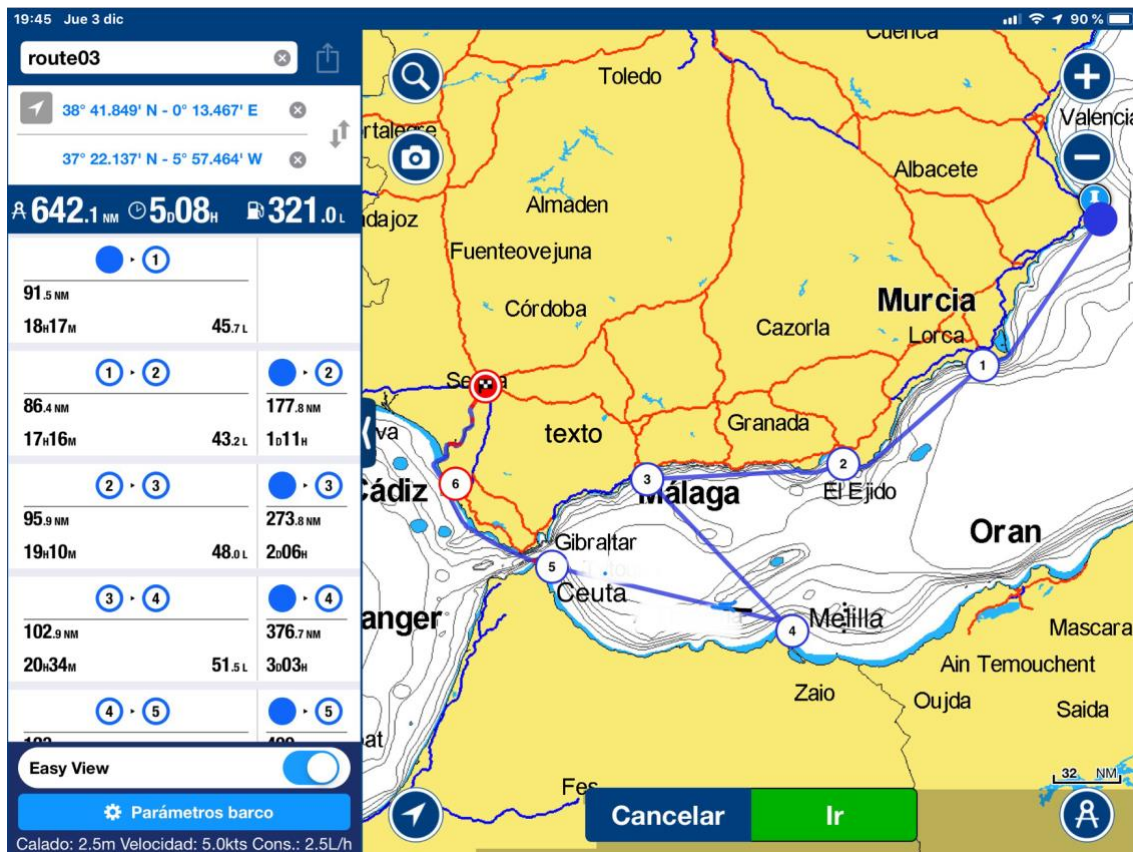 19:45 Jue 3 dic
90 %
route03
38° 41.849' N - 0° 13.467' E
37° 22.137' N - 5° 57.464' W
642.1 NM 5D08H 321.0 L
1
91.5 NM
18H17M 45.7 L
1 2 2
86.4 NM 177.8 NM
17H16M 43.2 L 1D11H
2 3 3
95.9 NM 273.8 NM
19H10M 48.0 L 2D06H
3 4 4
102.9 NM 376.7 NM
20H34M 51.5 L 3D03H
4 5 5
Easy View
Parámetros barco
Calado: 2.5m Velocidad: 5.0kts Cons.: 2.5L/h
Cuenca
Toledo
Valencia
Albacete
Almaden
Fuenteovejuna
Córdoba
Murcia
Cazorla
Lorca
1
texto
Granada
2
3
Málaga
El Ejido
6
Cádiz
Oran
Gibraltar
5
Ceuta
4
Melilla
Mascara
Ain Temouchent
Zaio
Oujda
Saida
32 NM
Fes
Cancelar
Ir